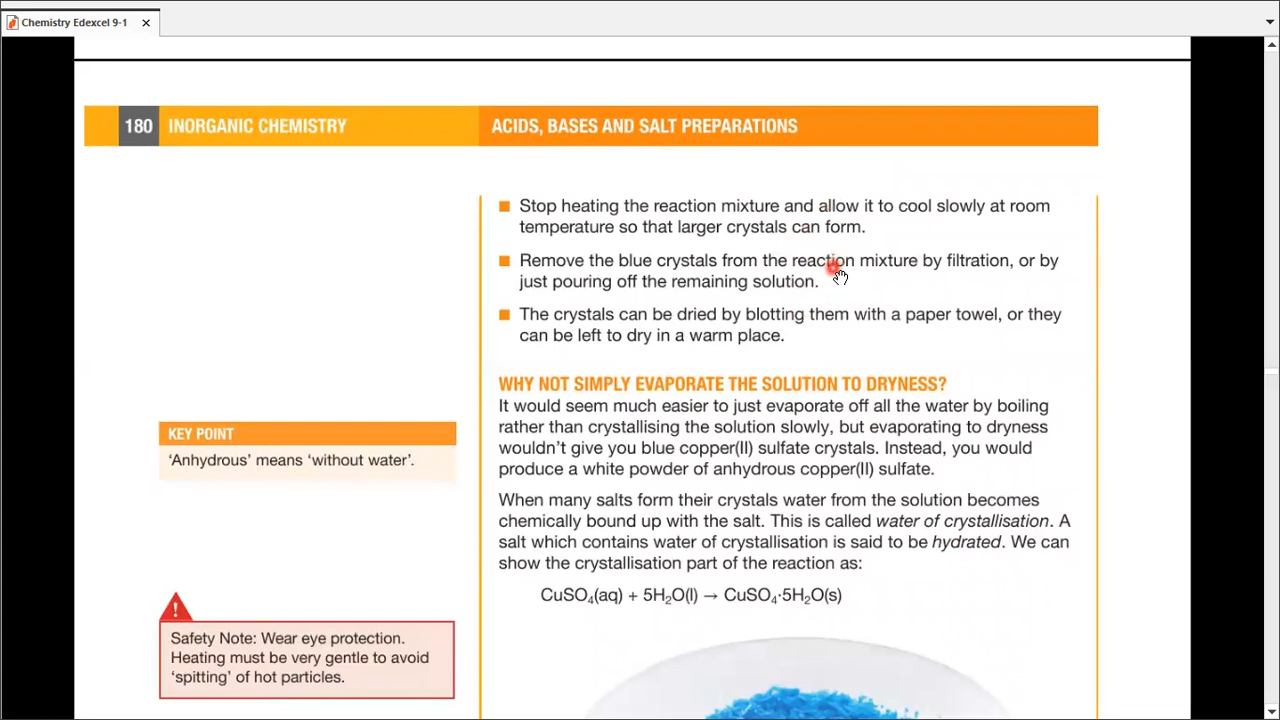 Chemistry Edexcel 9-1
180 INORGANIC CHEMISTRY
ACIDS, BASES AND SALT PREPARATIONS
■ Stop heating the reaction mixture and allow it to cool slowly at room
temperature so that larger crystals can form.
■ Remove the blue crystals from the reaction mixture by filtration, or by
just pouring off the remaining solution.
■ The crystals can be dried by blotting them with a paper towel, or they
can be left to dry in a warm place.
WHY NOT SIMPLY EVAPORATE THE SOLUTION TO DRYNESS?
It would seem much easier to just evaporate off all the water by boiling
rather than crystallising the solution slowly, but evaporating to dryness
wouldn't give you blue copper(II) sulfate crystals. Instead, you would
produce a white powder of anhydrous copper(II) sulfate.
KEY POINT
'Anhydrous' means 'without water'.
When many salts form their crystals water from the solution becomes
chemically bound up with the salt. This is called water of crystallisation. A
salt which contains water of crystallisation is said to be hydrated. We can
show the crystallisation part of the reaction as:
CuSO₄(aq) + 5H₂O(l) → CuSO₄·5H₂O(s)
!
Safety Note: Wear eye protection.
Heating must be very gentle to avoid
'spitting' of hot particles.